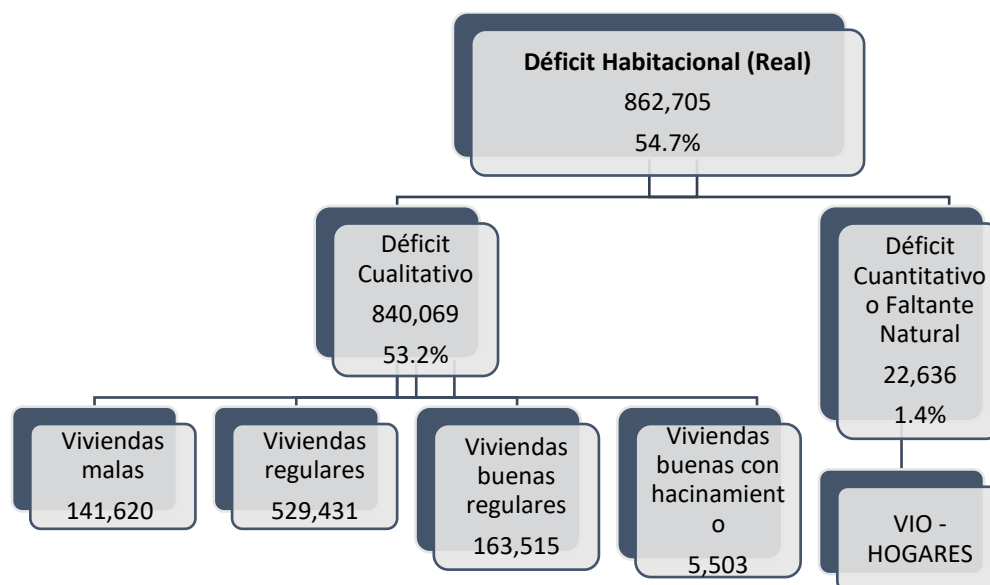 Déficit Habitacional (Real)
862,705
54.7%
Déficit
Cualitativo
840,069
53.2%
Déficit
Cuantitativo
o Faltante
Natural
22,636
1.4%
Viviendas
malas
141,620
Viviendas
regulares
529,431
Viviendas
buenas
regulares
163,515
Viviendas
buenas con
hacinamient
o
5,503
VIO -
HOGARES